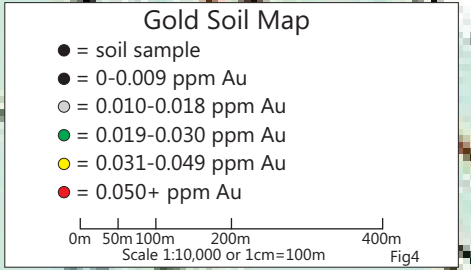 Gold Soil Map
= soil sample
= 0-0.009 ppm Au
= 0.010-0.018 ppm Au
= 0.019-0.030 ppm Au
= 0.031-0.049 ppm Au
= 0.050+ ppm Au
0m 50m 100m 200m 400m
Scale 1:10,000 or 1cm=100m Fig4